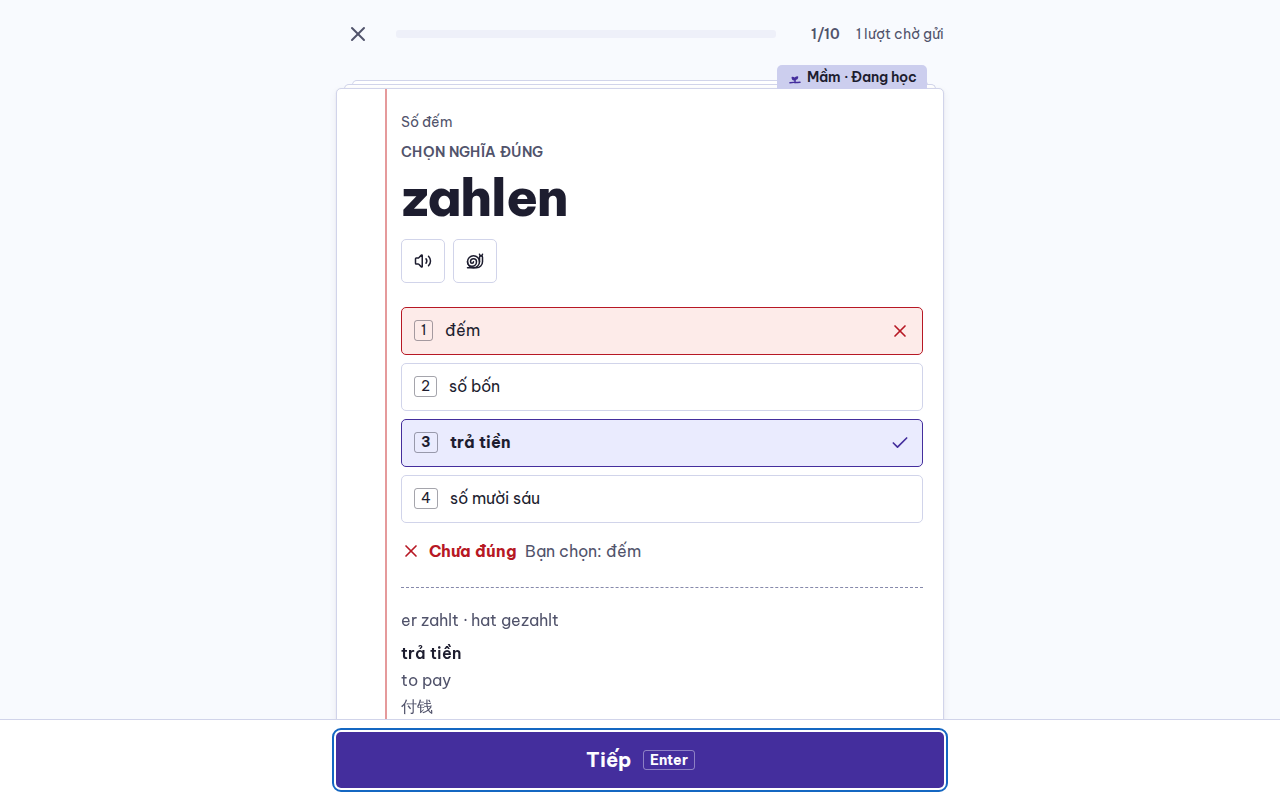 1/10 1 lượt chờ gửi
Mầm · Đang học
Số đếm
CHỌN NGHĨA ĐÚNG
zahlen
1 đếm
2 số bốn
3 trả tiền
4 số mười sáu
Chưa đúng Bạn chọn: đếm
er zahlt · hat gezahlt
trả tiền
to pay
付钱
Tiếp Enter